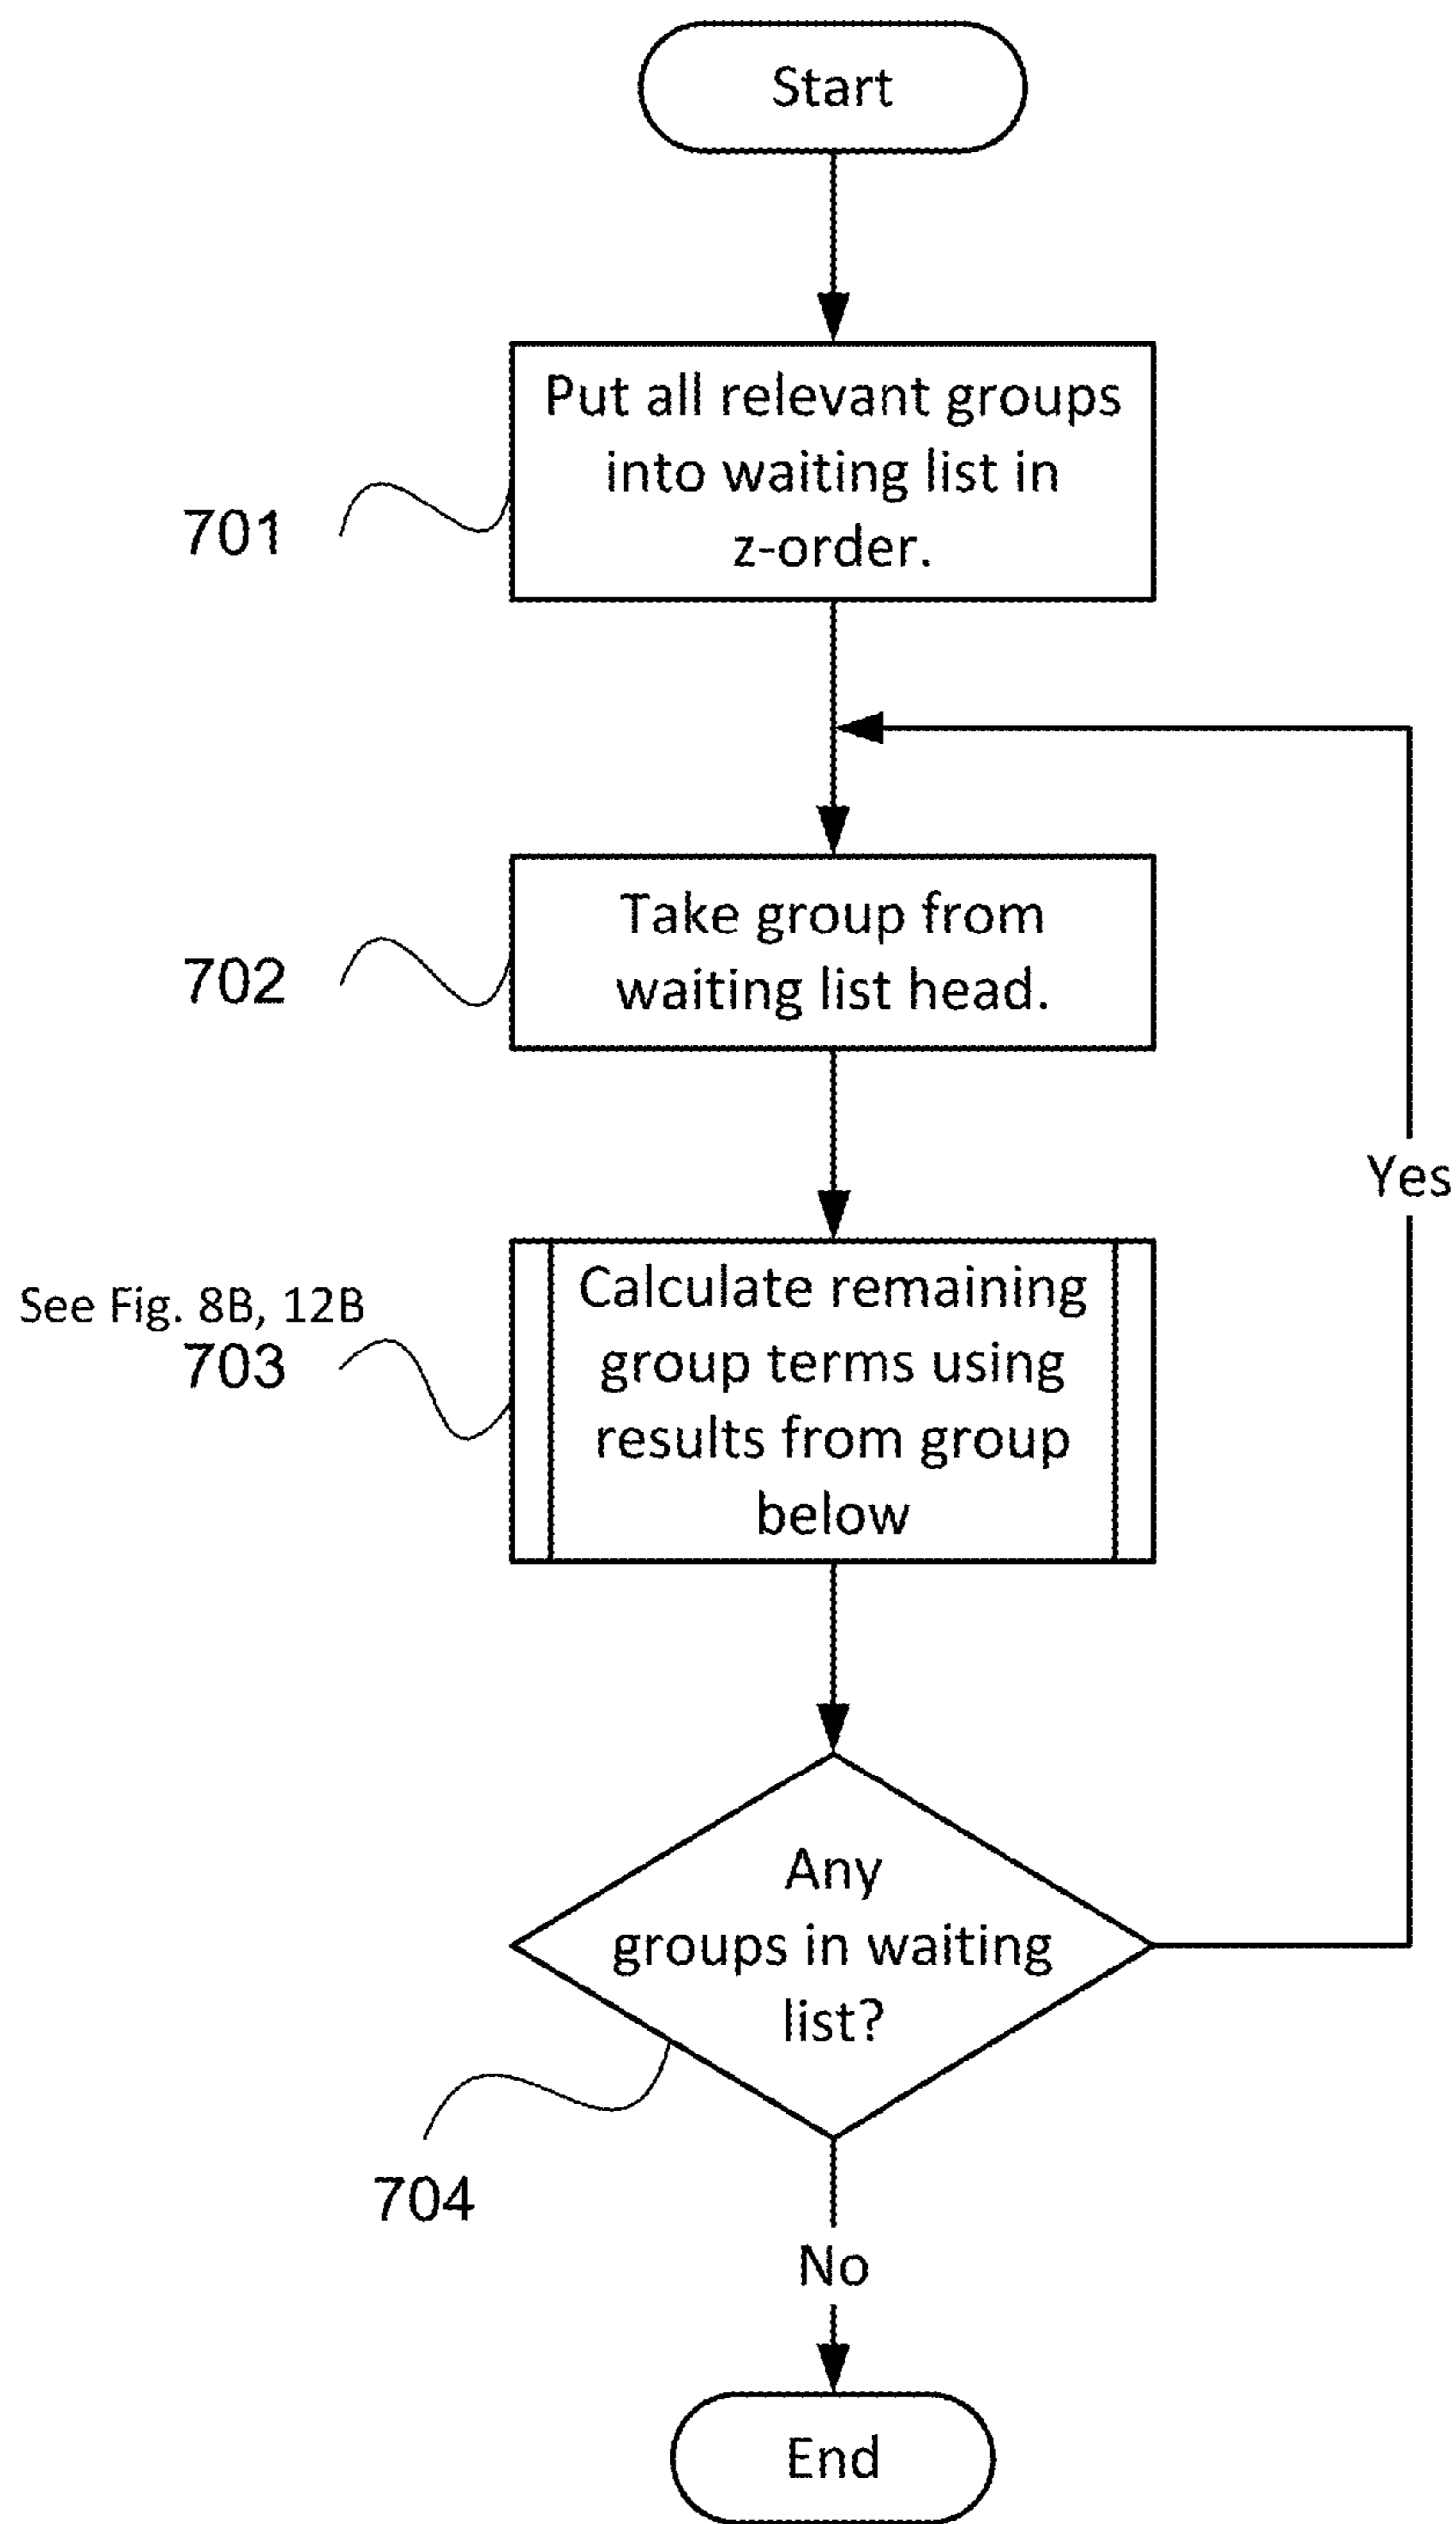 Start
Put all relevant groups
into waiting list in
z-order.
701
Take group from
waiting list head.
702
Yes
See Fig. 8B, 12B
703
Calculate remaining
group terms using
results from group
below
Any
groups in waiting
list?
704
No
End